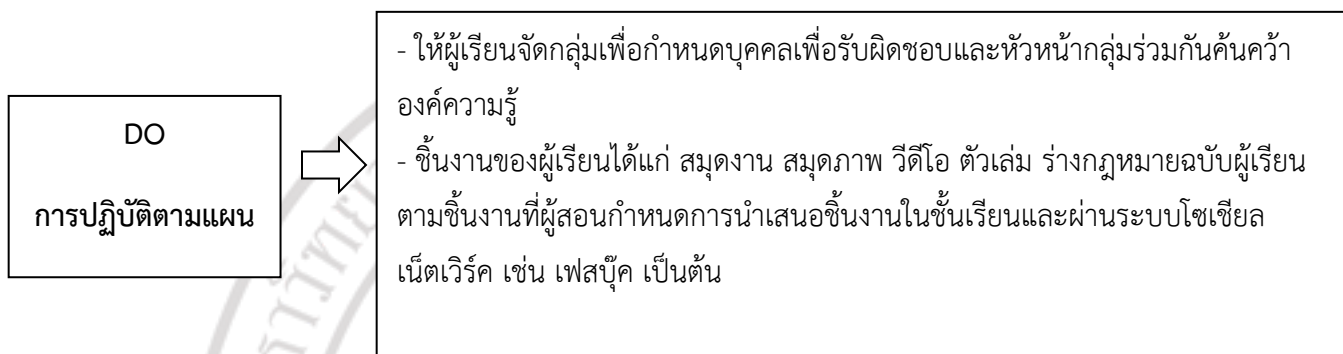 DO
การปฏิบัติตามแผน
- ให้ผู้เรียนจัดกลุ่มเพื่อกำหนดบุคคลเพื่อรับผิดชอบและหัวหน้ากลุ่มร่วมกันค้นคว้า
องค์ความรู้
- ชิ้นงานของผู้เรียนได้แก่ สมุดงาน สมุดภาพ วีดีโอ ตัวเล่ม ร่างกฎหมายฉบับผู้เรียน
ตามชิ้นงานที่ผู้สอนกำหนดการนำเสนอชิ้นงานในชั้นเรียนและผ่านระบบโซเชียล
เน็ตเวิร์ค เช่น เฟสบุ๊ค เป็นต้น